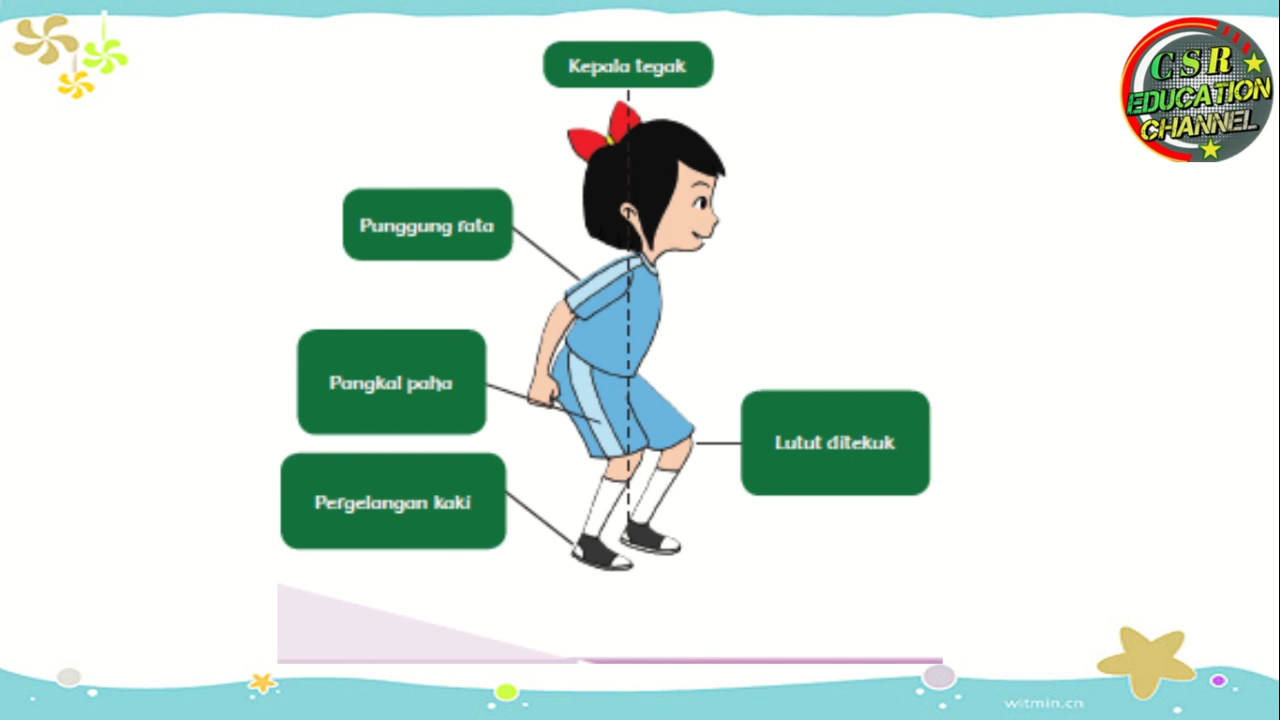 Kepala tegak
CSR
EDUCATION
CHANNEL
Punggung rata
Pangkal paha
Lutut ditekuk
Pergelangan kaki
witmin.cn